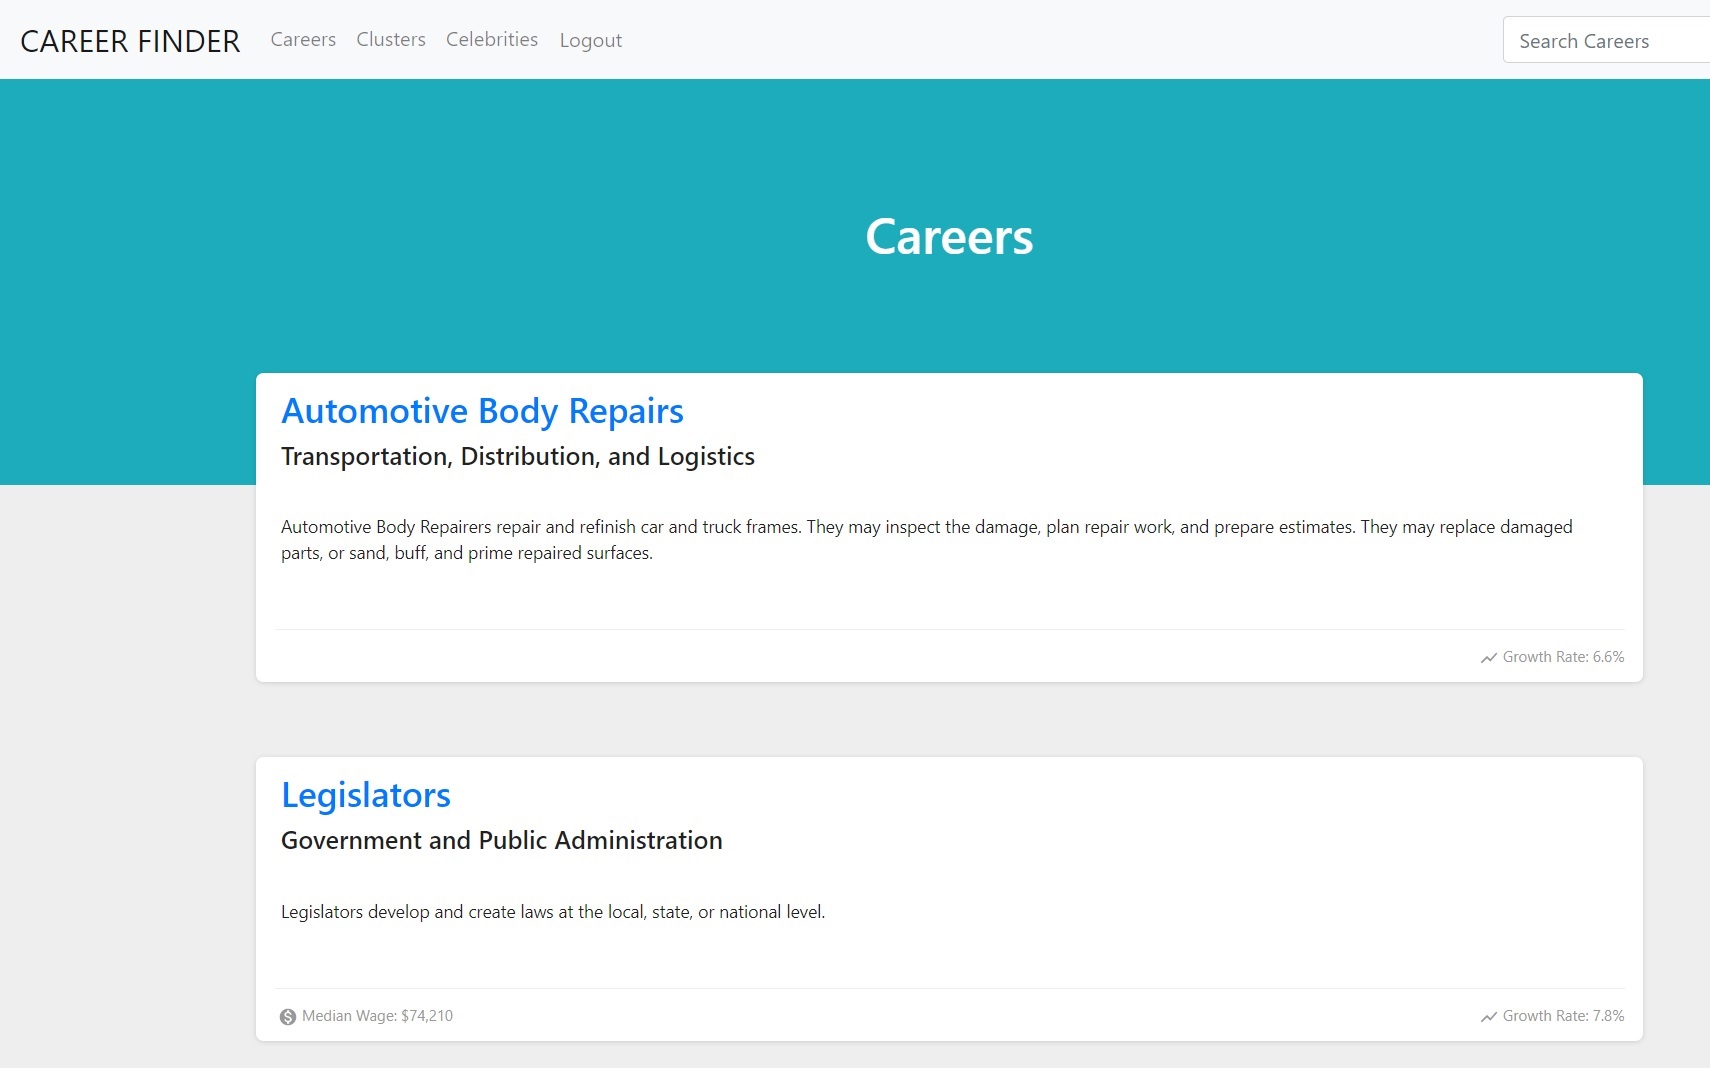 CAREER FINDER Careers Clusters Celebrities Logout Search Careers
Careers
Automotive Body Repairs
Transportation, Distribution, and Logistics
Automotive Body Repairers repair and refinish car and truck frames. They may inspect the damage, plan repair work, and prepare estimates. They may replace damaged
parts, or sand, buff, and prime repaired surfaces.
Growth Rate: 6.6%
Legislators
Government and Public Administration
Legislators develop and create laws at the local, state, or national level.
Median Wage: $74,210 Growth Rate: 7.8%